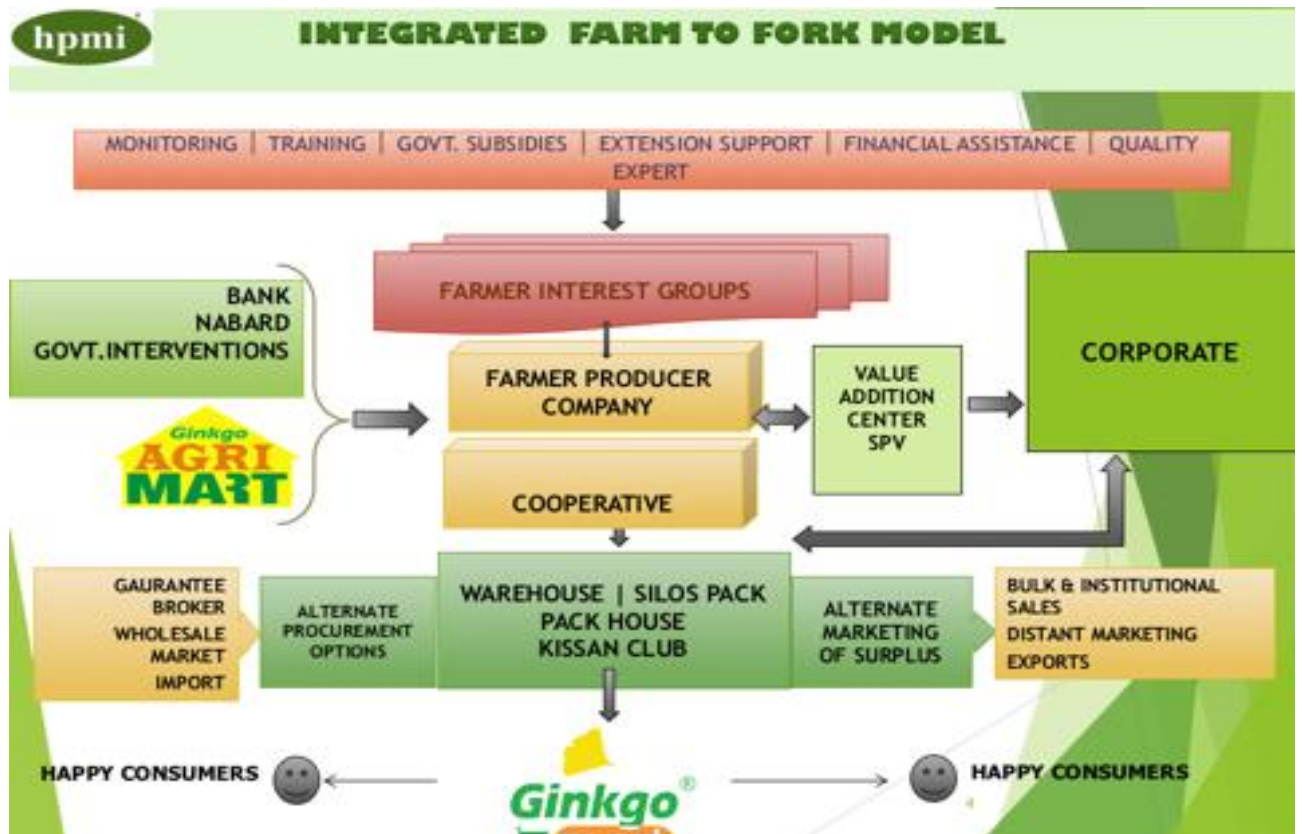 hpmi
INTEGRATED FARM TO FORK MODEL
MONITORING | TRAINING | GOVT. SUBSIDIES | EXTENSION SUPPORT | FINANCIAL ASSISTANCE | QUALITY
EXPERT
FARMER INTEREST GROUPS
BANK
NABARD
GOVT.INTERVENTIONS
Ginkgo
AGRI
MART
FARMER PRODUCER
COMPANY
COOPERATIVE
VALUE
ADDITION
CENTER
SPV
CORPORATE
GAURANTEE
BROKER
WHOLESALE
MARKET
IMPORT
ALTERNATE
PROCUREMENT
OPTIONS
WAREHOUSE | SILOS PACK
PACK HOUSE
KISSAN CLUB
ALTERNATE
MARKETING
OF SURPLUS
BULK & INSTITUTIONAL
SALES
DISTANT MARKETING
EXPORTS
HAPPY CONSUMERS
Ginkgo®
HAPPY CONSUMERS